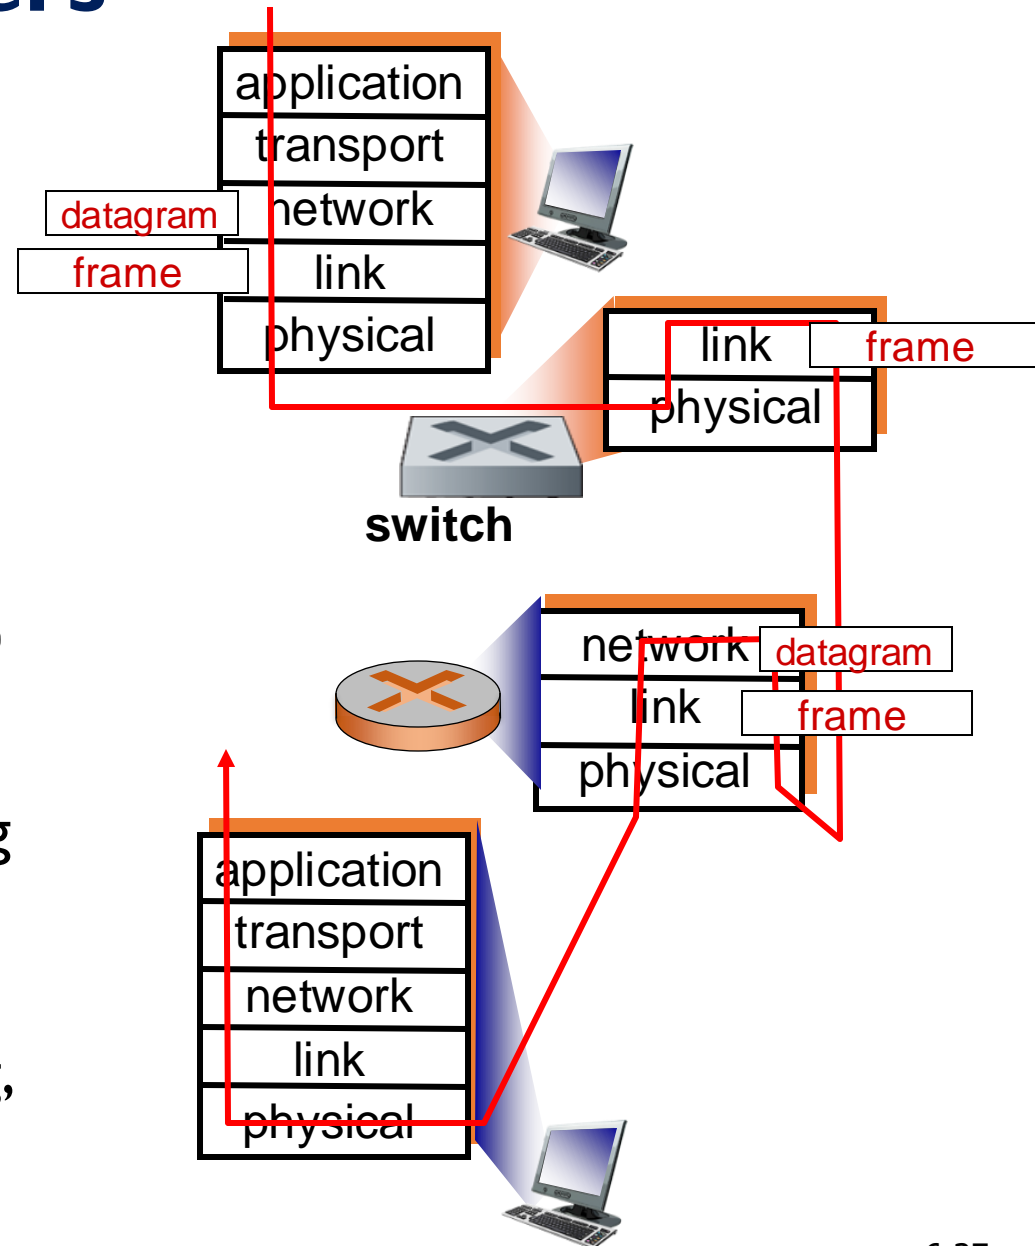 ers
application
transport
datagram network
frame link
physical
link frame
physical
switch
network datagram
link frame
physical
g
application
transport
network
link
,
physical